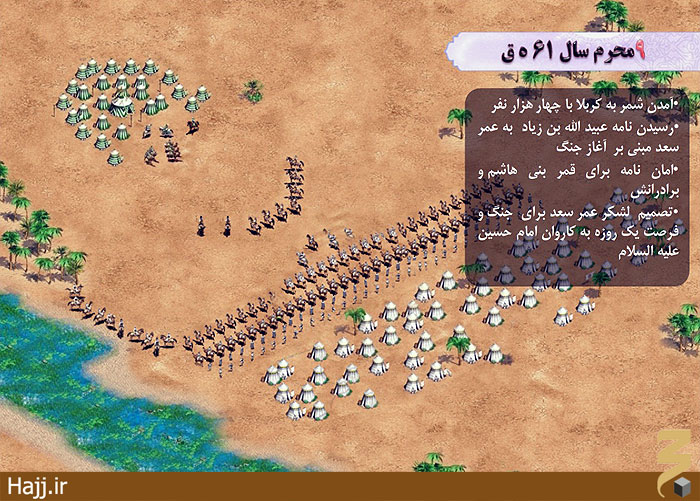 ۹محرم سال ۶۱ ه ق
•آمدن شمر به کربلا با چهار هزار نفر
•رسیدن نامه عبید الله بن زیاد به عمر
سعد مبنی بر آغاز جنگ
•امان نامه برای قمر بنی هاشم و
برادرانش
•تصمیم لشکر عمر سعد برای جنگ و
فرصت یک روزه به کاروان امام حسین
علیه السلام
Hajj.ir